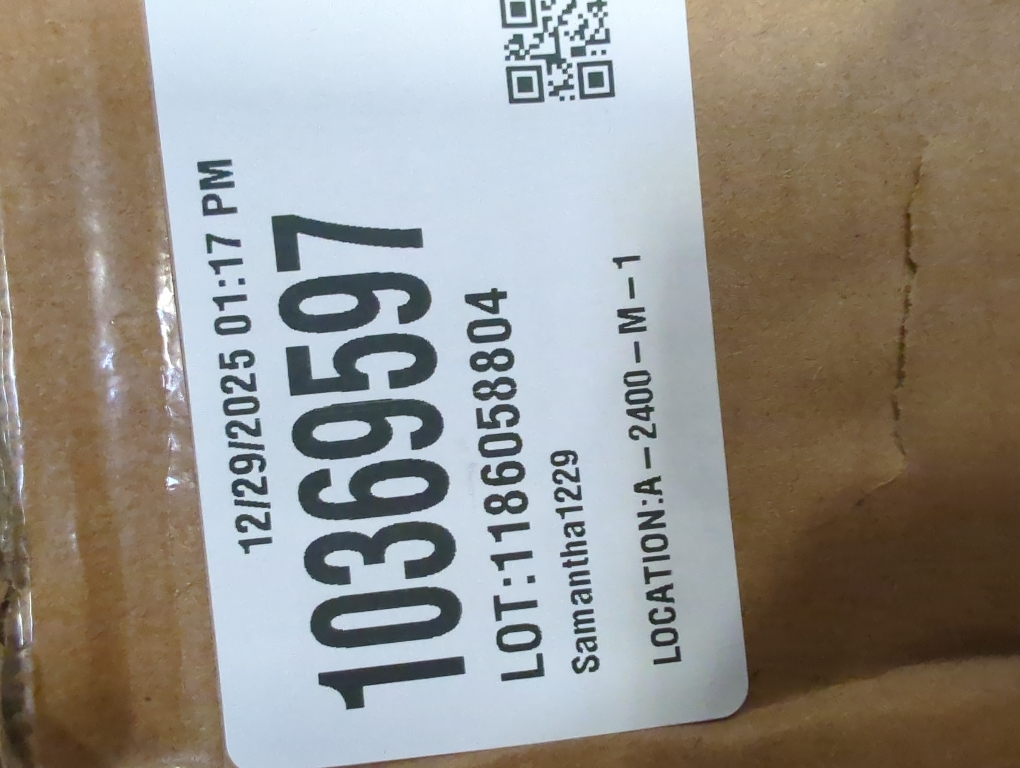 12/29/2025 01:17 PM
10369597
LOT:1186058804
Samantha1229
LOCATION:A-2400-M-1